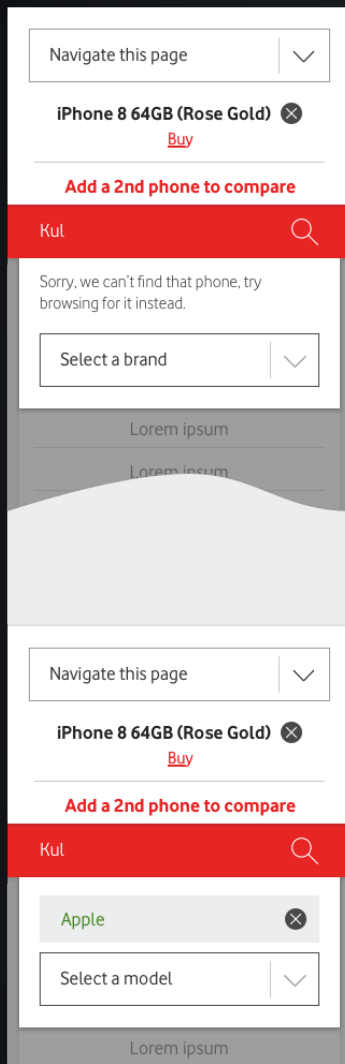 Navigate this page
iPhone 8 64GB (Rose Gold)
Buy
Add a 2nd phone to compare
Kul
Sorry, we can't find that phone, try
browsing for it instead.
Select a brand
Lorem ipsum
Lorem ipsum
Navigate this page
iPhone 8 64GB (Rose Gold)
Buy
Add a 2nd phone to compare
Kul
Apple
Select a model
Lorem ipsum